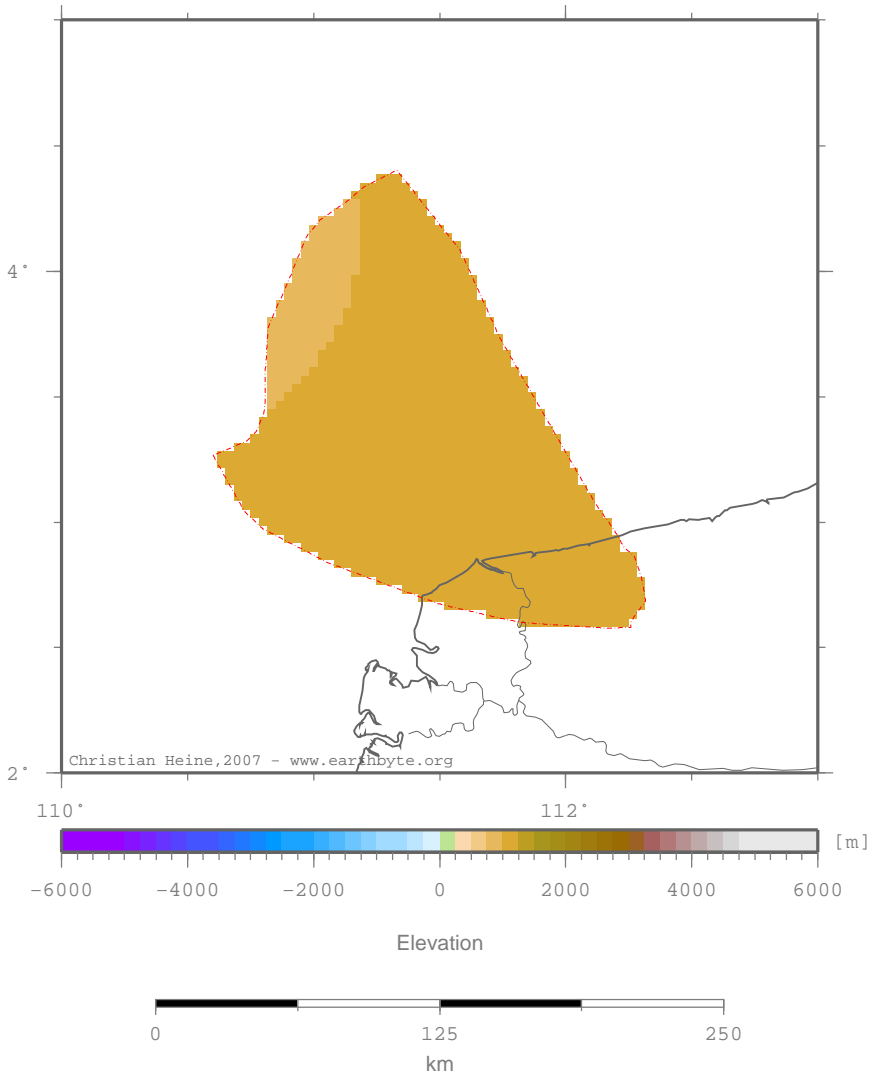 4°
Christian Heine,2007 - www.earthbyte.org
2°
110° 112°
[m]
-6000 -4000 -2000 0 2000 4000 6000
Elevation
0 125 250
km